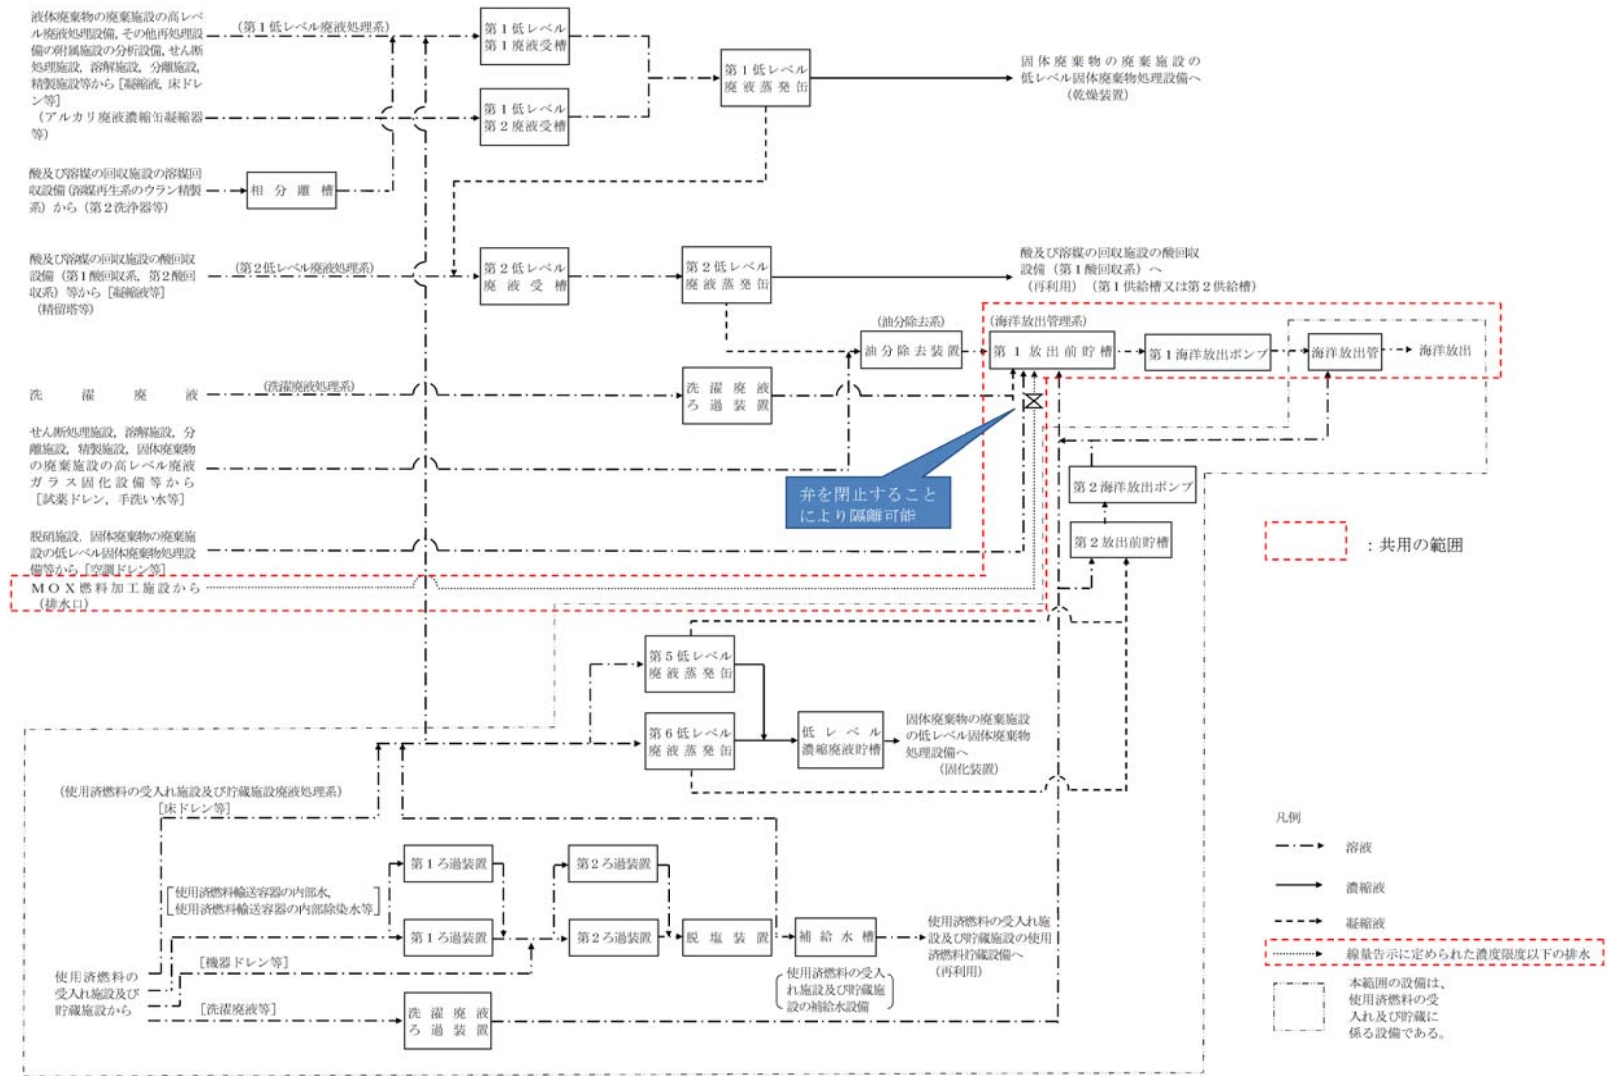 液体廃棄物の廃棄施設の高レベ
ル廃液処理設備，その他再処理設
備の附属施設の分析設備，せん断
処理施設，溶解施設，分離施設，
精製施設等から［凝縮液，床ドレ
ン等］
（アルカリ廃液濃縮缶凝縮器
等）
（第１低レベル廃液処理系）
第１低レベル
第１廃液受槽
第１低レベル
第２廃液受槽
第１低レベル
廃液蒸発缶
固体廃棄物の廃棄施設の
低レベル固体廃棄物処理設備へ
（乾燥装置）
酸及び溶媒の回収施設の溶媒回
収設備（溶媒再生系のウラン精製
系）から（第２洗浄器等）
相分離槽
酸及び溶媒の回収施設の酸回収
設備（第１酸回収系，第２酸回
収系）等から［凝縮液等］
（精留塔等）
（第２低レベル廃液処理系）
第２低レベル
廃液受槽
第２低レベル
廃液蒸発缶
酸及び溶媒の回収施設の酸回収
設備（第１酸回収系）へ
（再利用）（第１供給槽又は第２供給槽）
（油分除去系）
油分除去装置
（海洋放出管理系）
第１放出前貯槽
第１海洋放出ポンプ
海洋放出管
海洋放出
洗濯廃液
（洗濯廃液処理系）
洗濯廃液
ろ過装置
せん断処理施設，溶解施設，分
離施設，精製施設，固体廃棄物
の廃棄施設の高レベル廃液
ガラス固化設備等から
［試薬ドレン，手洗い水等］
弁を閉止すること
により隔離可能
第２海洋放出ポンプ
第２放出前貯槽
：共用の範囲
脱硝施設，固体廃棄物の廃棄施
設の低レベル固体廃棄物処理設
備等から［空調ドレン等］
ＭＯＸ燃料加工施設から
（排水口）
第５低レベル
廃液蒸発缶
第６低レベル
廃液蒸発缶
低レベル
濃縮廃液貯槽
固体廃棄物の廃棄施設
の低レベル固体廃棄物
処理設備へ
（固化装置）
（使用済燃料の受入れ施設及び貯蔵施設廃液処理系）
［床ドレン等］
第１ろ過装置
第２ろ過装置
［使用済燃料輸送容器の内部水，
使用済燃料輸送容器の内部除染水等］
第１ろ過装置
第２ろ過装置
脱塩装置
補給水槽
使用済燃料の受入れ施
設及び貯蔵施設の使用
済燃料貯蔵設備へ
（再利用）
［機器ドレン等］
（使用済燃料の受入
れ施設及び貯蔵施
設の補給水設備）
使用済燃料の
受入れ施設及び
貯蔵施設から
［洗濯廃液等］
洗濯廃液
ろ過装置
凡例
溶液
濃縮液
凝縮液
線量告示に定められた濃度限度以下の排水
本範囲の設備は、
使用済燃料の受
入れ及び貯蔵に
係る設備である。